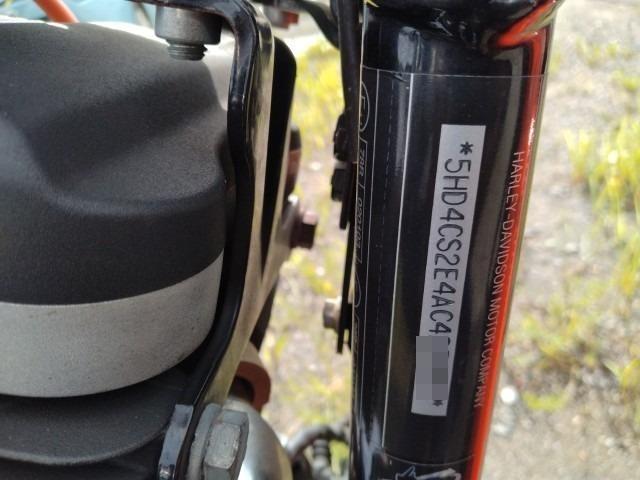 *5HD4CS2E4AC4
HARLEY-DAVIDSON MOTOR COMPANY